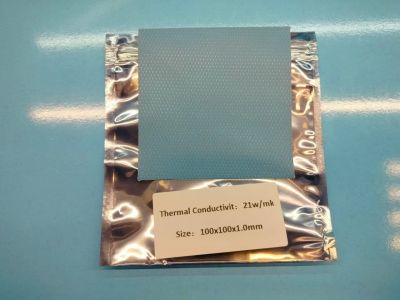 Thermal Conductivit: 21w/mk
Size: 100x100x1.0mm